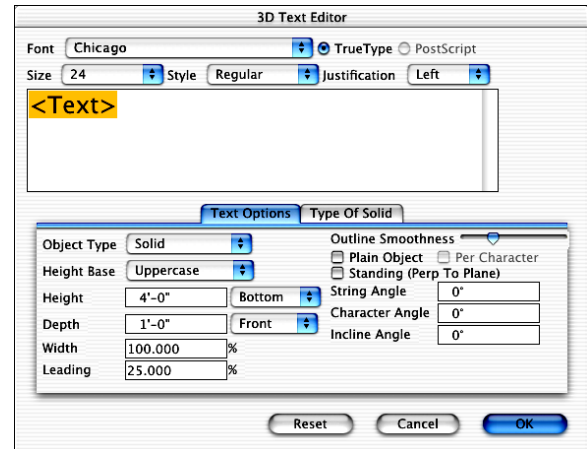 3D Text Editor
Font Chicago TrueType PostScript
Size 24 Style Regular Justification Left
<Text>
Text Options Type Of Solid
Object Type Solid Outline Smoothness
Plain Object Per Character
Height Base Uppercase Standing (Perp To Plane)
Height 4'-0" Bottom String Angle 0°
Depth 1'-0" Front Character Angle 0°
Width 100.000 % Incline Angle 0°
Leading 25.000 %
Reset Cancel OK